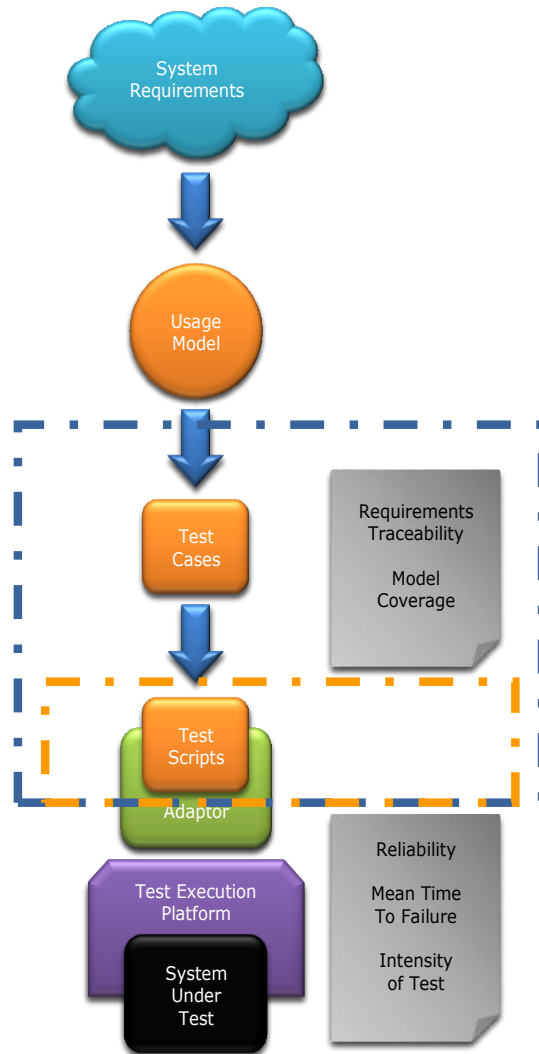 System
Requirements
Usage
Model
Test
Cases
Requirements
Traceability
Model
Coverage
Test
Scripts
Adaptor
Reliability
Mean Time
To Failure
Intensity
of Test
Test Execution
Platform
System
Under
Test